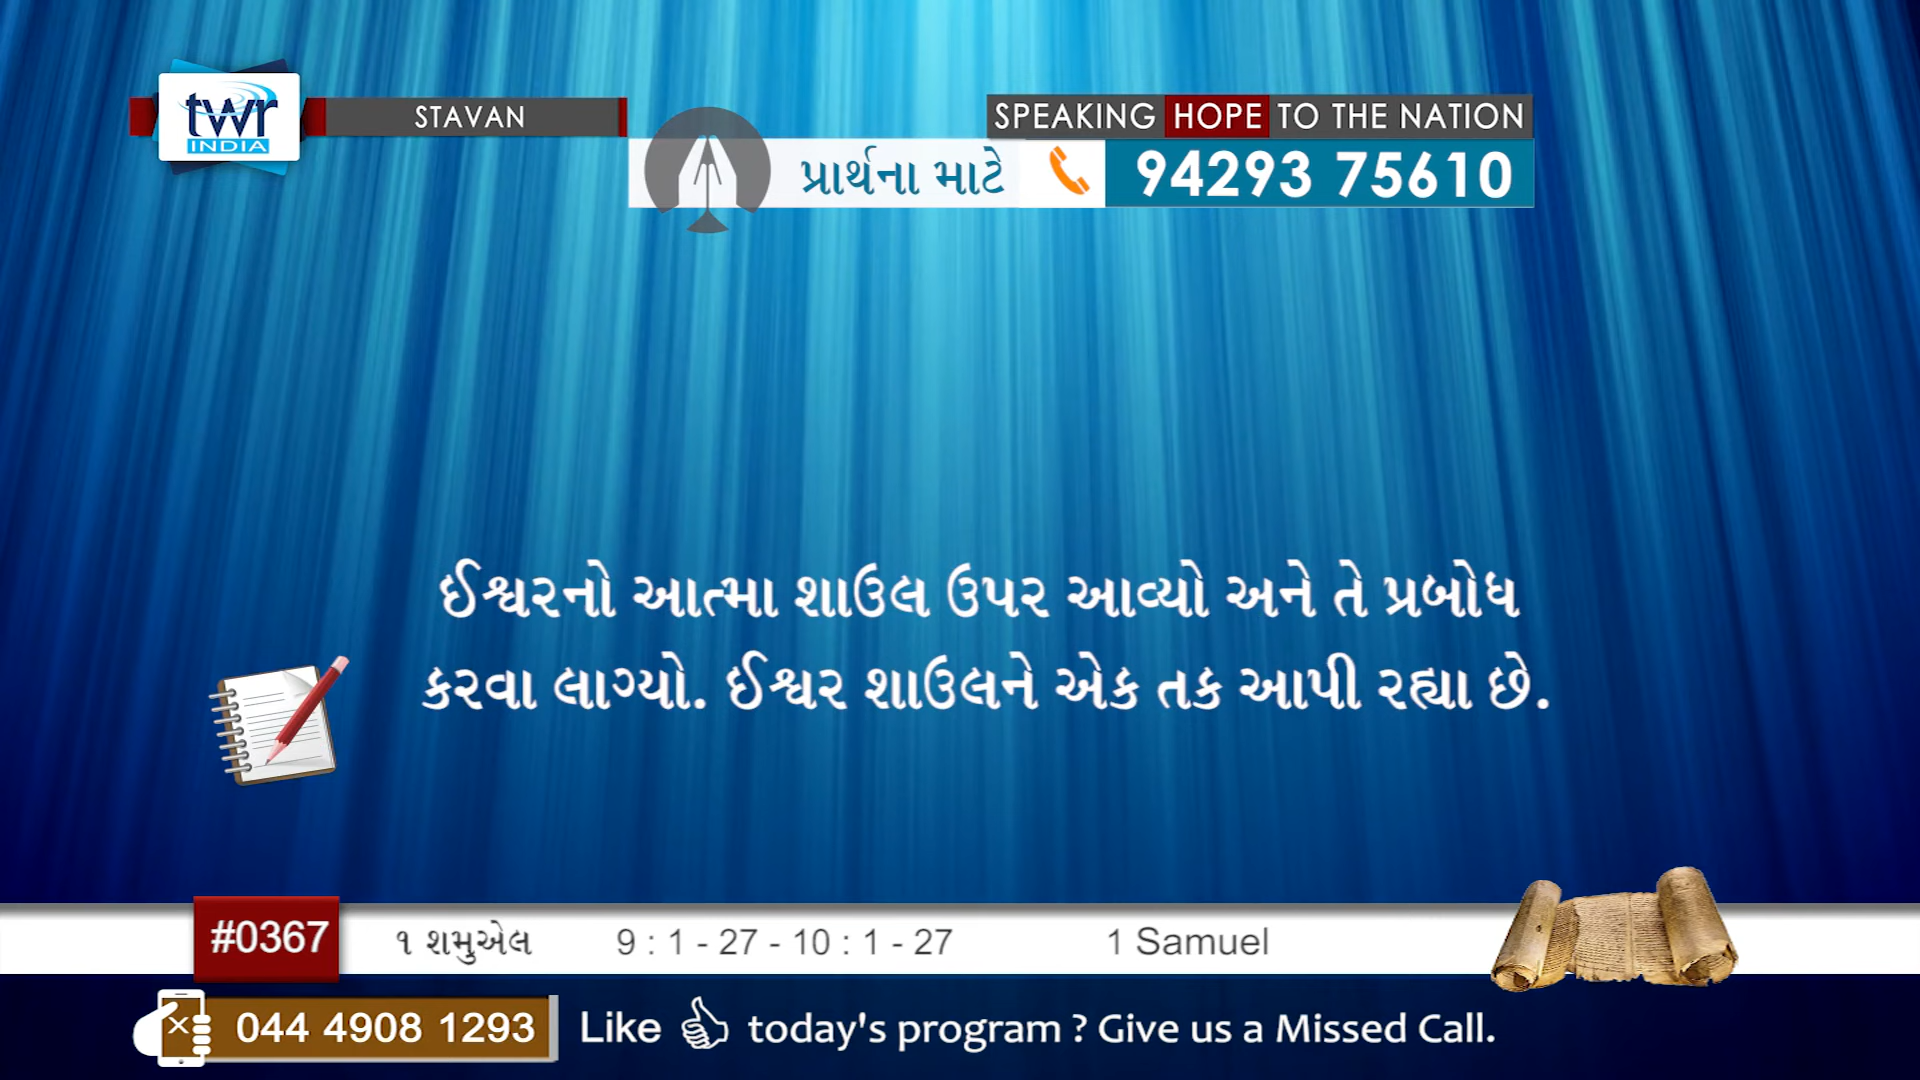 twr
INDIA
STAVAN
SPEAKING HOPE TO THE NATION
પ્રાર્થના માટે 94293 75610
ઈશ્વરનો આત્મા શાઉલ ઉપર આવ્યો અને તે પ્રબોધ
કરવા લાગ્યો. ઈશ્વર શાઉલને એક તક આપી રહ્યા છે.
#0367 ૧ શમુએલ 9 : 1 - 27 - 10 : 1 - 27 1 Samuel
044 4908 1293 Like today's program ? Give us a Missed Call.